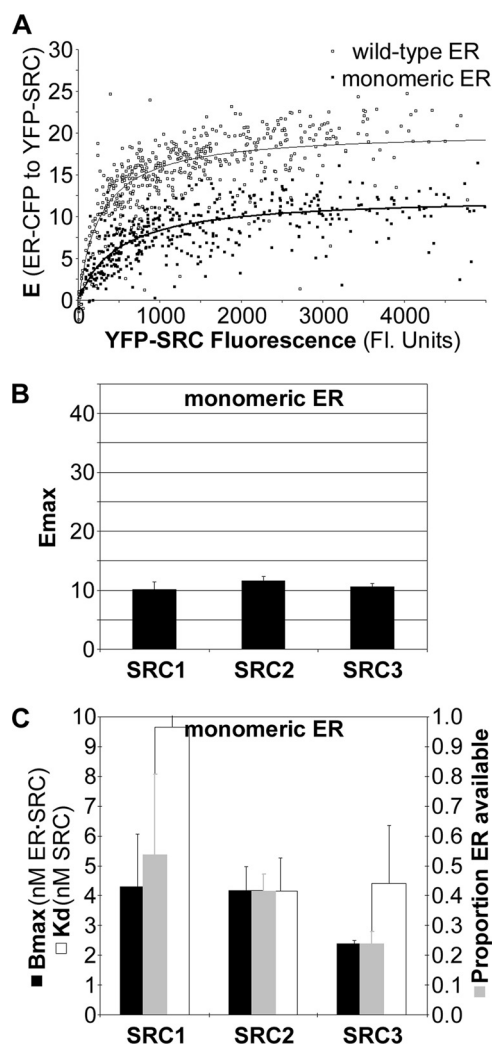 A
30
25
20
15
10
5
0
E (ER-CFP to YFP-SRC)
wild-type ER
monomeric ER
0 1000 2000 3000 4000
YFP-SRC Fluorescence (Fl. Units)
B
monomeric ER
40
30
20
10
0
Emax
SRC1 SRC2 SRC3
C
monomeric ER
10
9
8
7
6
5
4
3
2
1
0
Bmax (nM ER·SRC)
Kd (nM SRC)
1.0
0.9
0.8
0.7
0.6
0.5
0.4
0.3
0.2
0.1
0.0
Proportion ER available
SRC1 SRC2 SRC3